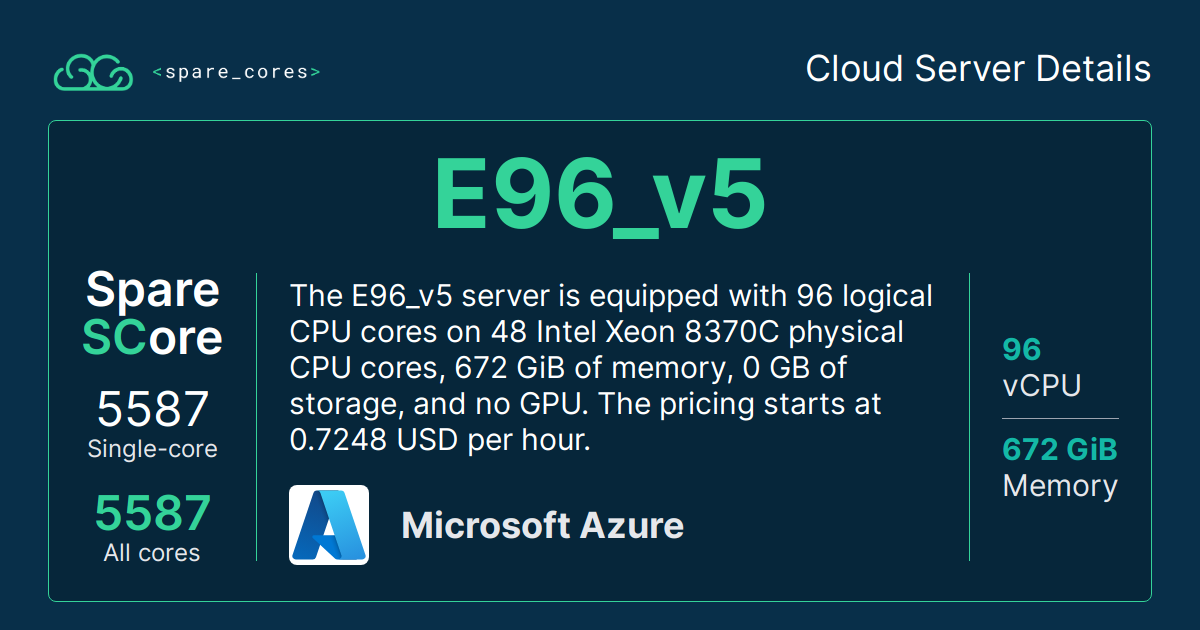 <spare_cores>
Cloud Server Details
E96_v5
Spare
SCore
5587
Single-core
5587
All cores
The E96_v5 server is equipped with 96 logical
CPU cores on 48 Intel Xeon 8370C physical
CPU cores, 672 GiB of memory, 0 GB of
storage, and no GPU. The pricing starts at
0.7248 USD per hour.
Microsoft Azure
96
vCPU
672 GiB
Memory